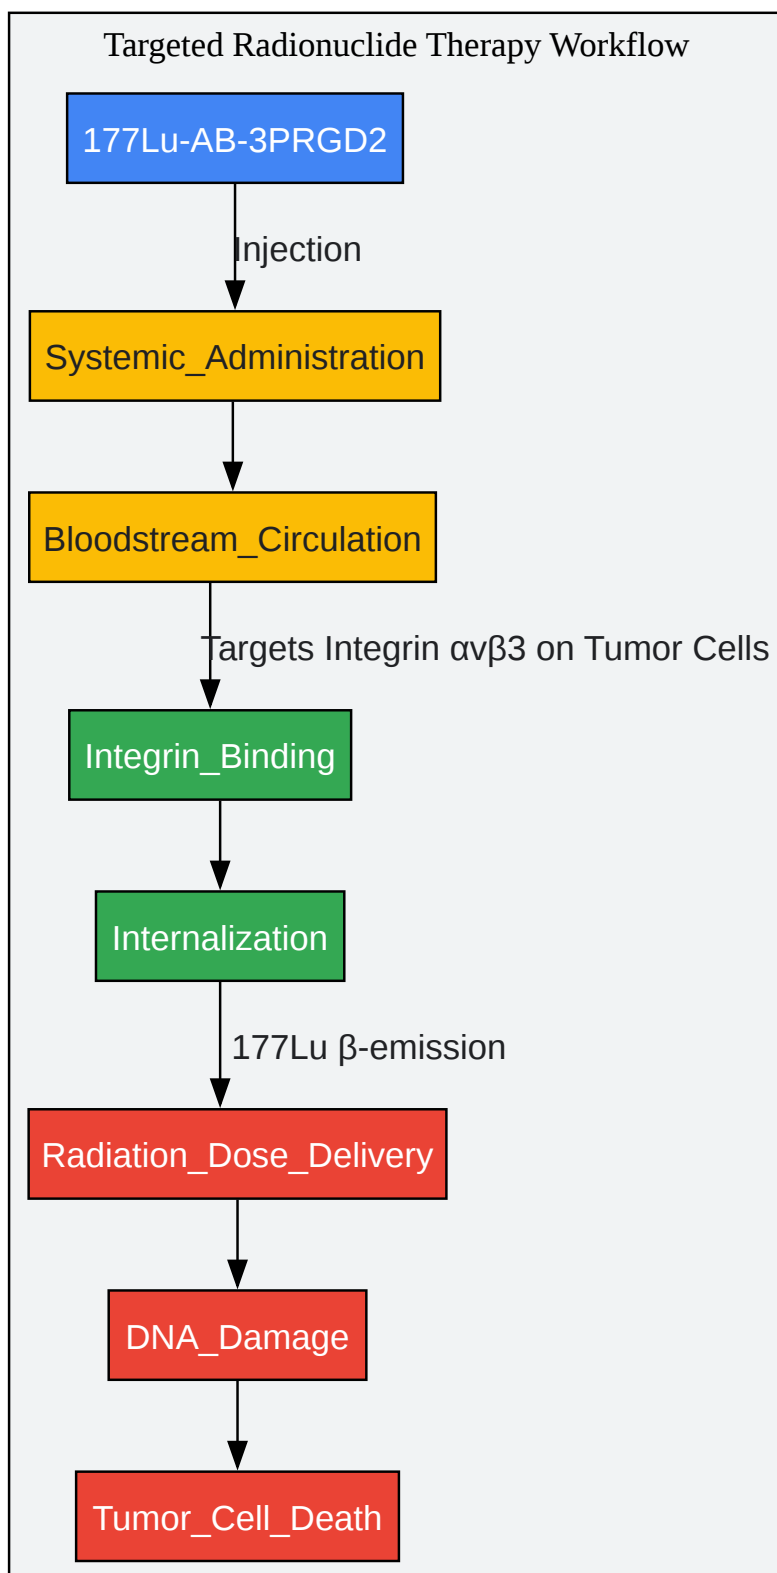 Targeted Radionuclide Therapy Workflow
177Lu-AB-3PRGD2
Injection
Systemic_Administration
Bloodstream_Circulation
Targets Integrin αvβ3 on Tumor Cells
Integrin_Binding
Internalization
177Lu β-emission
Radiation_Dose_Delivery
DNA_Damage
Tumor_Cell_Death